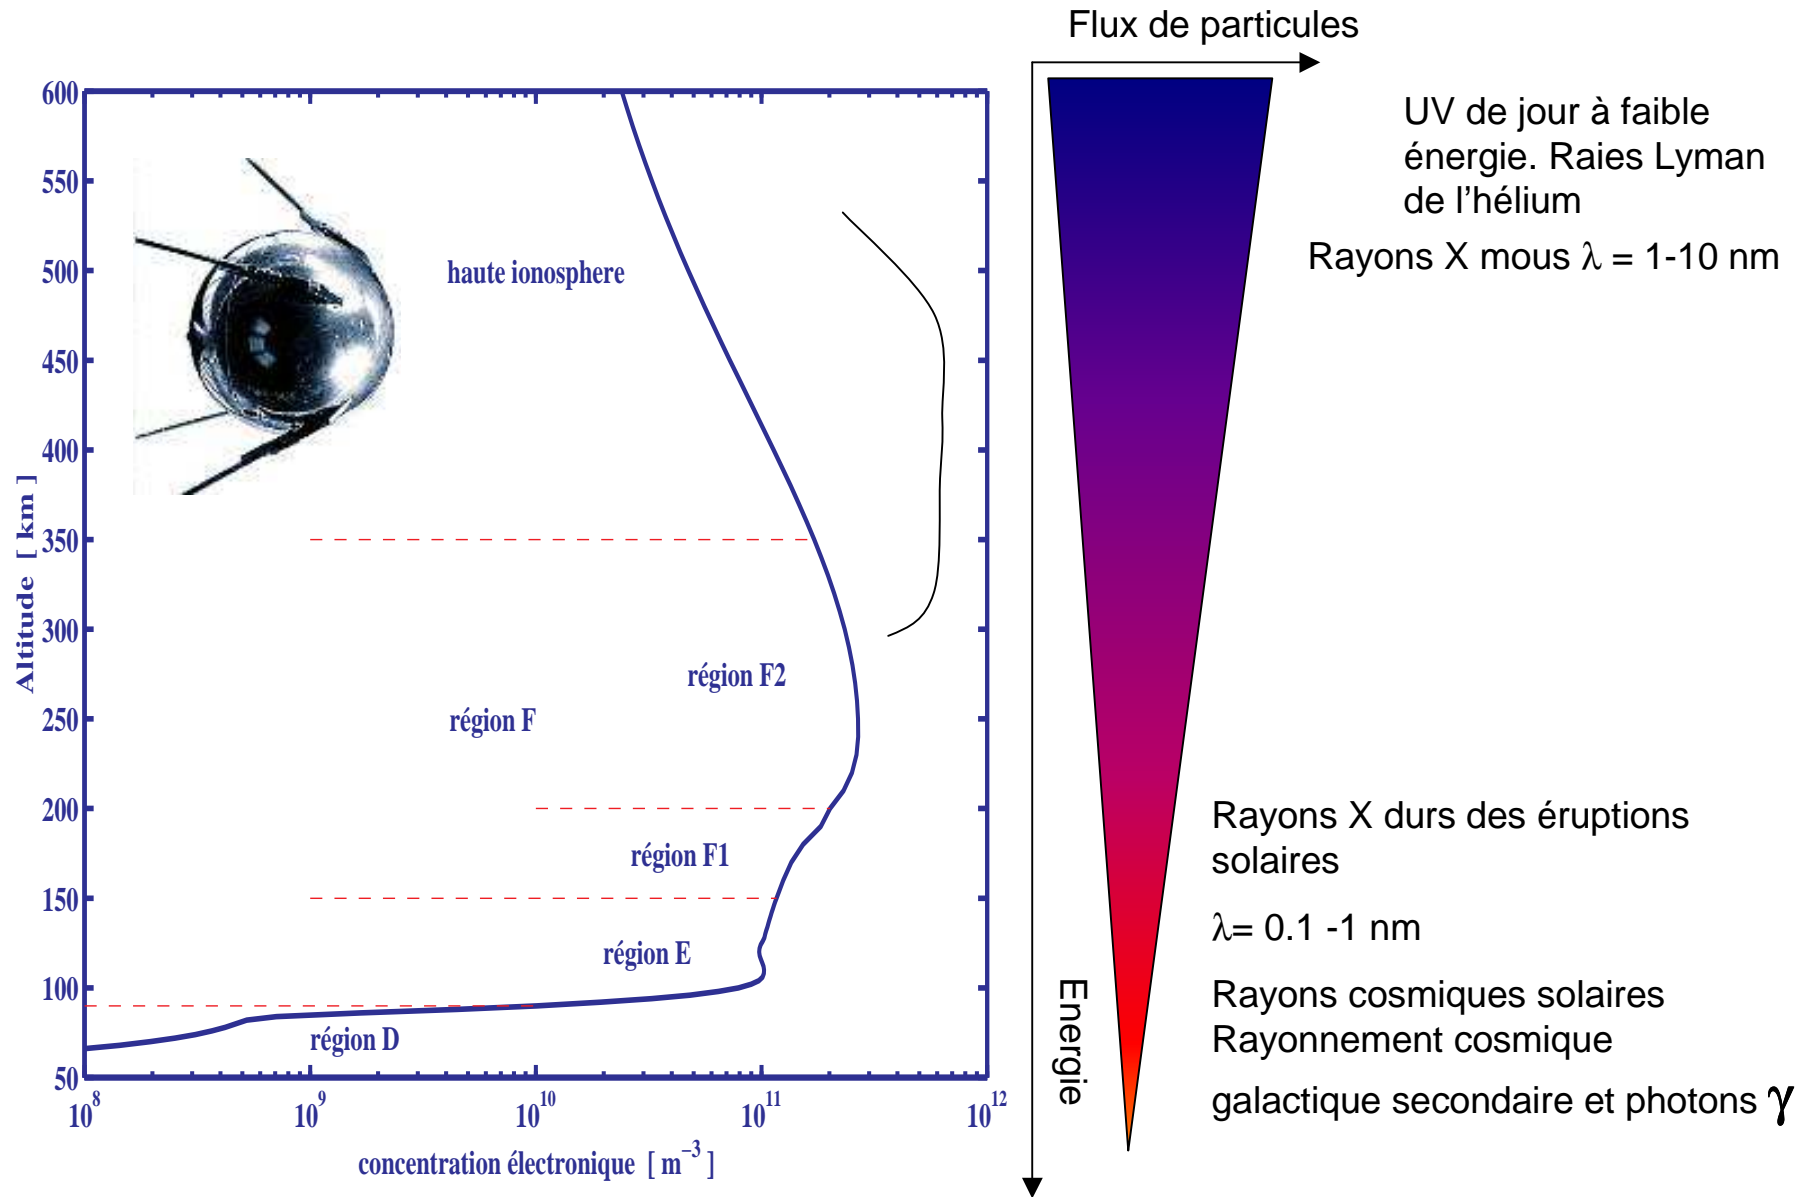 Flux de particules
600
550
500
450
400
350
300
250
200
150
100
50
Altitude [ km ]
haute ionosphere
région F2
région F
région F1
région E
région D
10^8
10^9
10^10
10^11
10^12
concentration électronique [ m^−3 ]
Energie
UV de jour à faible
énergie. Raies Lyman
de l'hélium
Rayons X mous λ = 1-10 nm
Rayons X durs des éruptions
solaires
λ= 0.1 -1 nm
Rayons cosmiques solaires
Rayonnement cosmique
galactique secondaire et photons γ